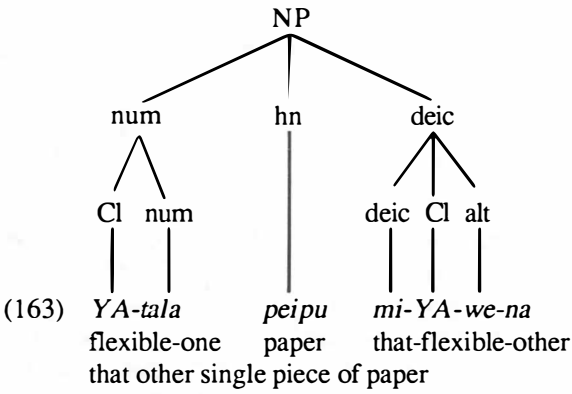 NP
num hn deic
Cl num deic Cl alt
(163) YA-tala peipu mi-YA-we-na
flexible-one paper that-flexible-other
that other single piece of paper